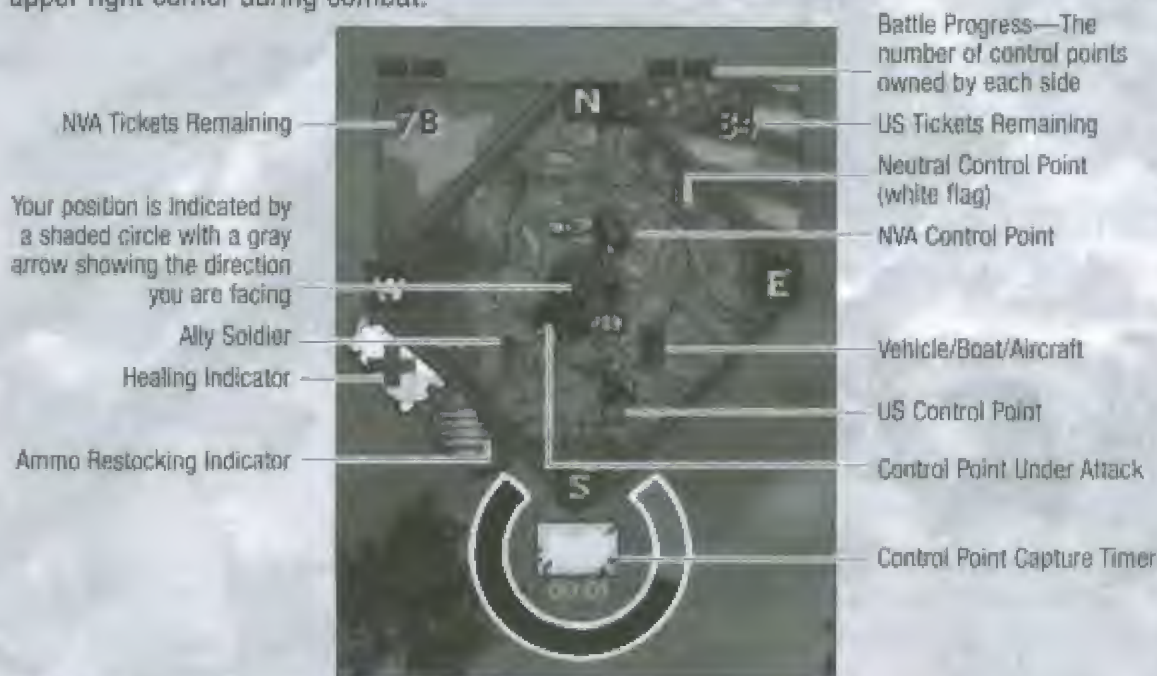 upper right corner during combat.
Battle Progress—The
number of control points
owned by each side
NVA Tickets Remaining
US Tickets Remaining
Neutral Control Point
(white flag)
Your position is indicated by
a shaded circle with a gray
arrow showing the direction
you are facing
NVA Control Point
Ally Soldier
Vehicle/Boat/Aircraft
Healing Indicator
US Control Point
Ammo Restocking Indicator
Control Point Under Attack
Control Point Capture Timer
N
E
W
S